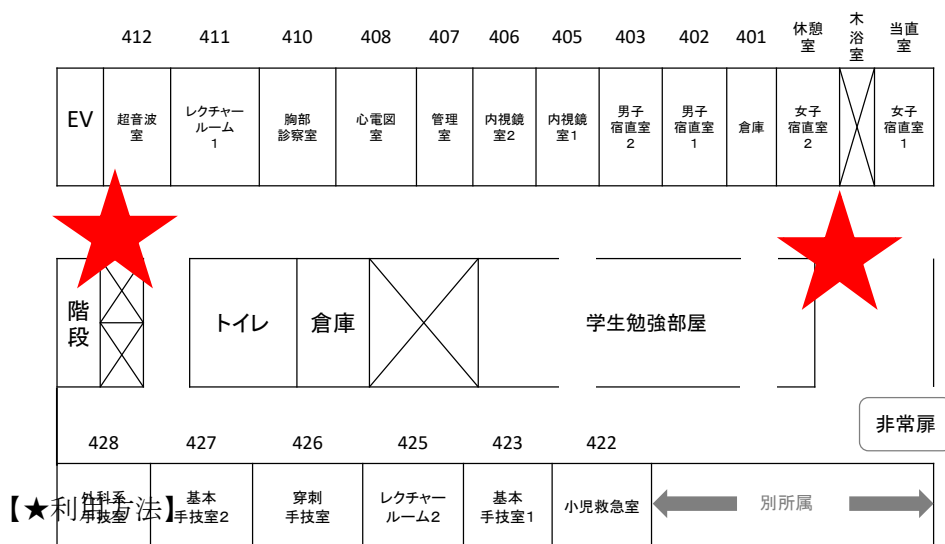 412 411 410 408 407 406 405 403 402 401 休憩室 木浴室 当直室
EV
超音波
室
レクチャー
ルーム
1
胸部
診察室
心電図
室
管理
室
内視鏡
室2
内視鏡
室1
男子
宿直室
2
男子
宿直室
1
倉庫
女子
宿直室
2
女子
宿直室
1
階
段
トイレ
倉庫
学生勉強部屋
非常扉
428 427 426 425 423 422
外科系
手技室
基本
手技室2
穿刺
手技室
レクチャー
ルーム2
基本
手技室1
小児救急室
別所属
【★利用方法】